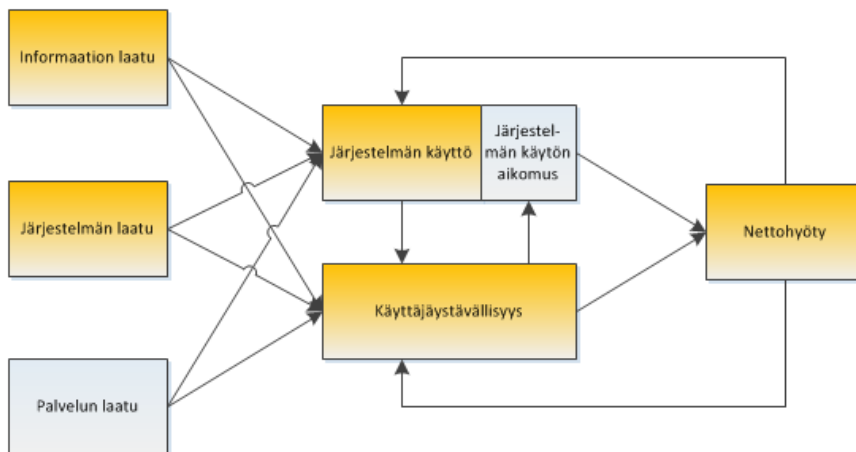 Informaation laatu
Järjestelmän käyttö
Järjestel-
män käytön
aikomus
Järjestelmän laatu
Nettohyöty
Käyttäjäystävällisyys
Palvelun laatu